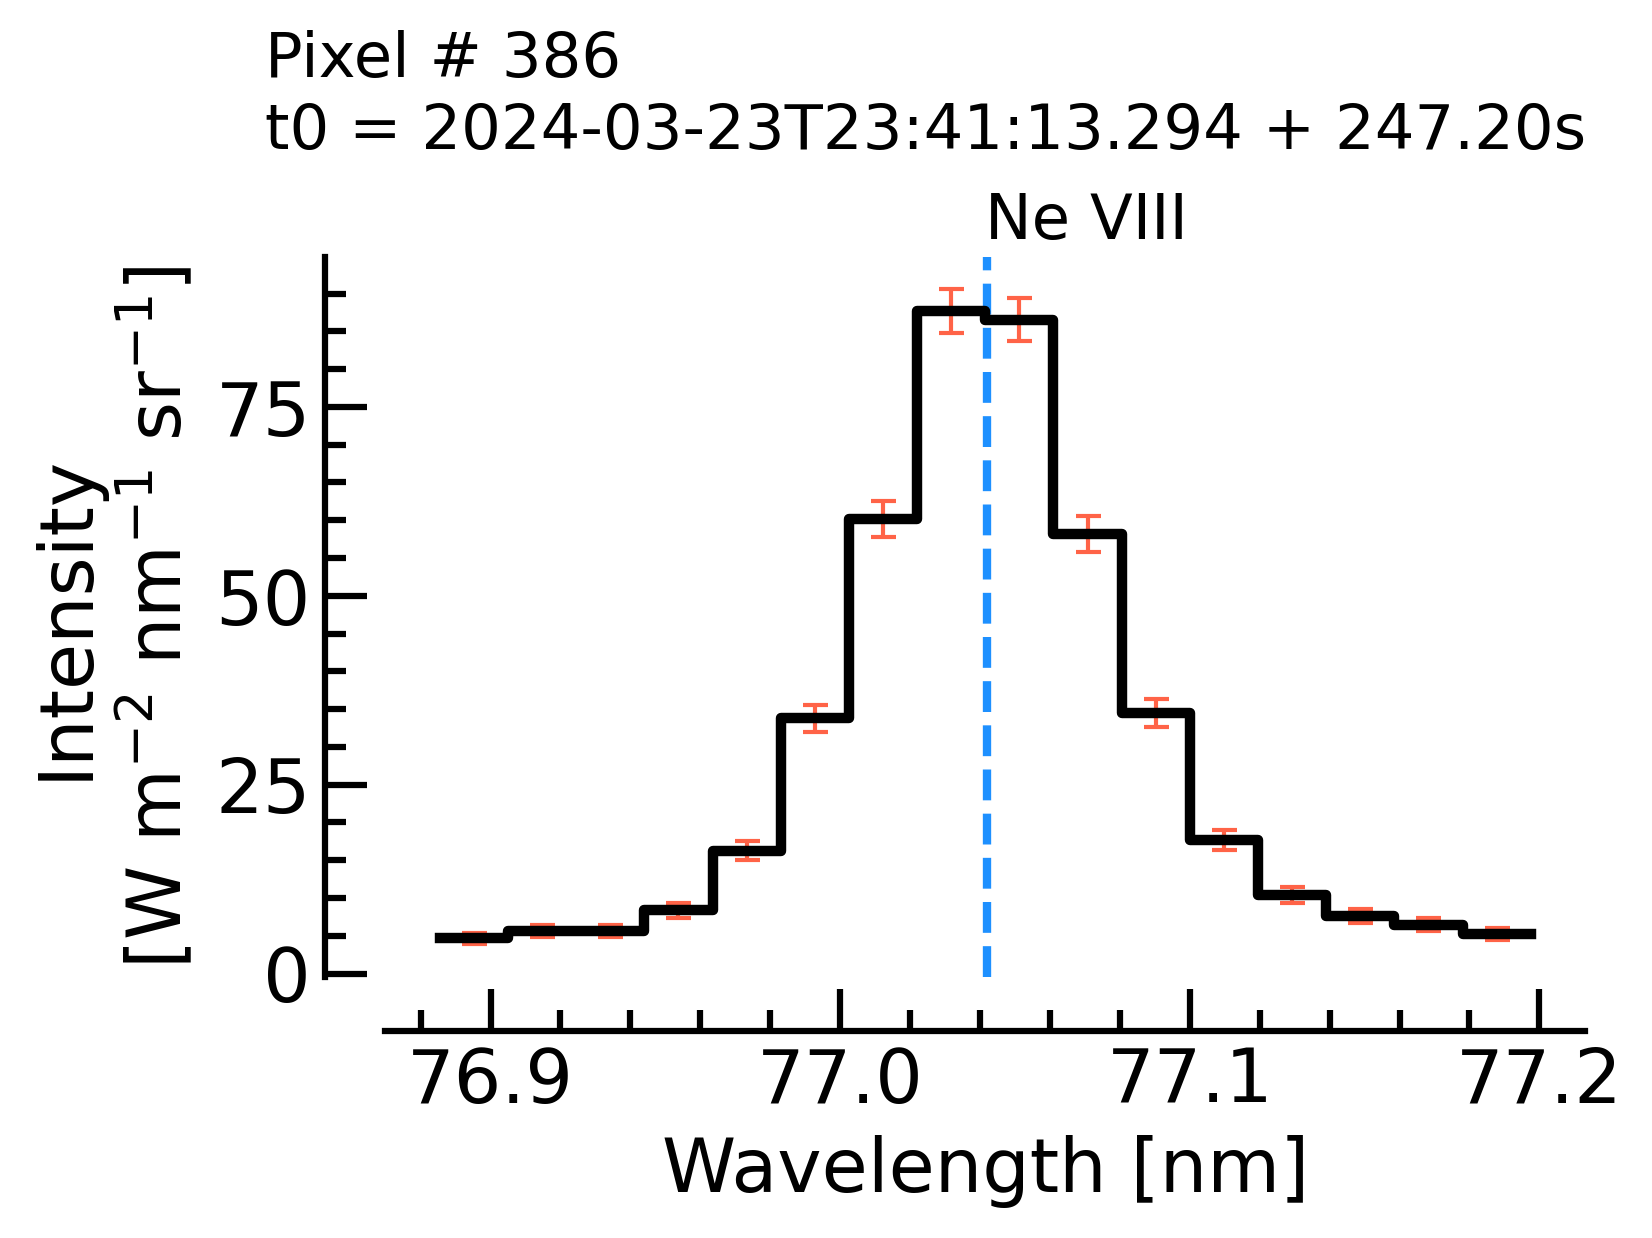 Pixel # 386
t0 = 2024-03-23T23:41:13.294 + 247.20s
Ne VIII
Intensity
[W m⁻² nm⁻¹ sr⁻¹]
75
50
25
0
76.9 77.0 77.1 77.2
Wavelength [nm]